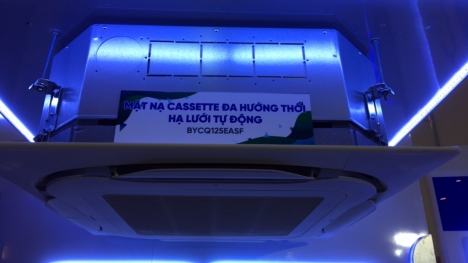 MẶT NẠ CASSETTE ĐA HƯỚNG THỔI
HẠ LƯỚI TỰ ĐỘNG
BYCQ125EASF